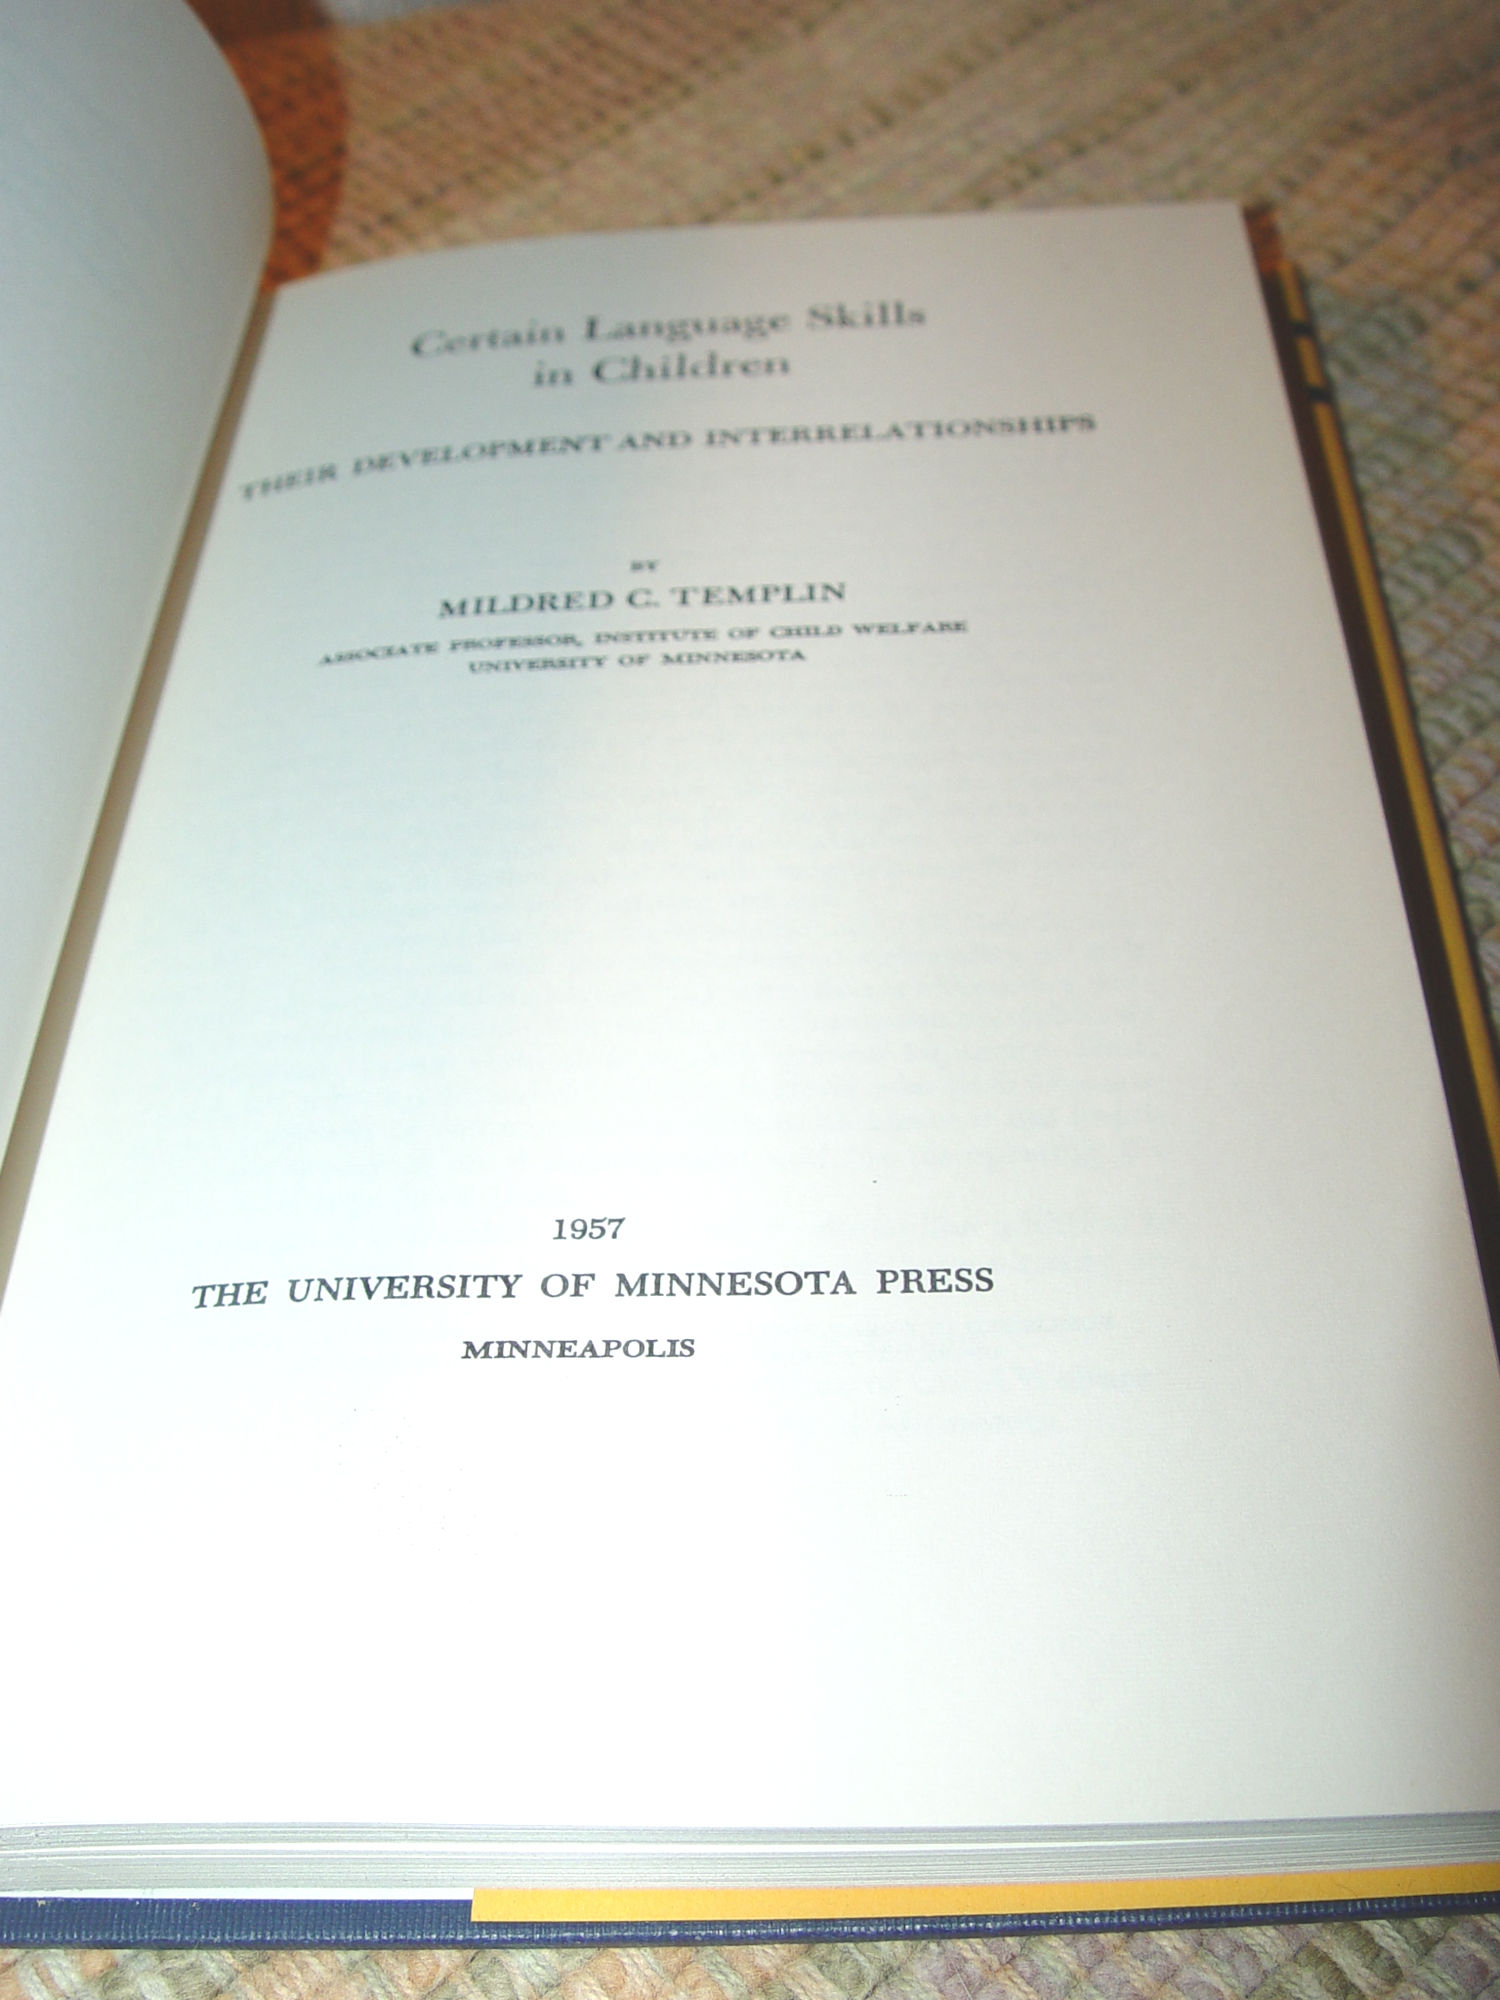 Certain Language Skills
in Children
THEIR DEVELOPMENT AND INTERRELATIONSHIPS
BY
MILDRED C. TEMPLIN
ASSOCIATE PROFESSOR, INSTITUTE OF CHILD WELFARE
UNIVERSITY OF MINNESOTA
1957
THE UNIVERSITY OF MINNESOTA PRESS
MINNEAPOLIS